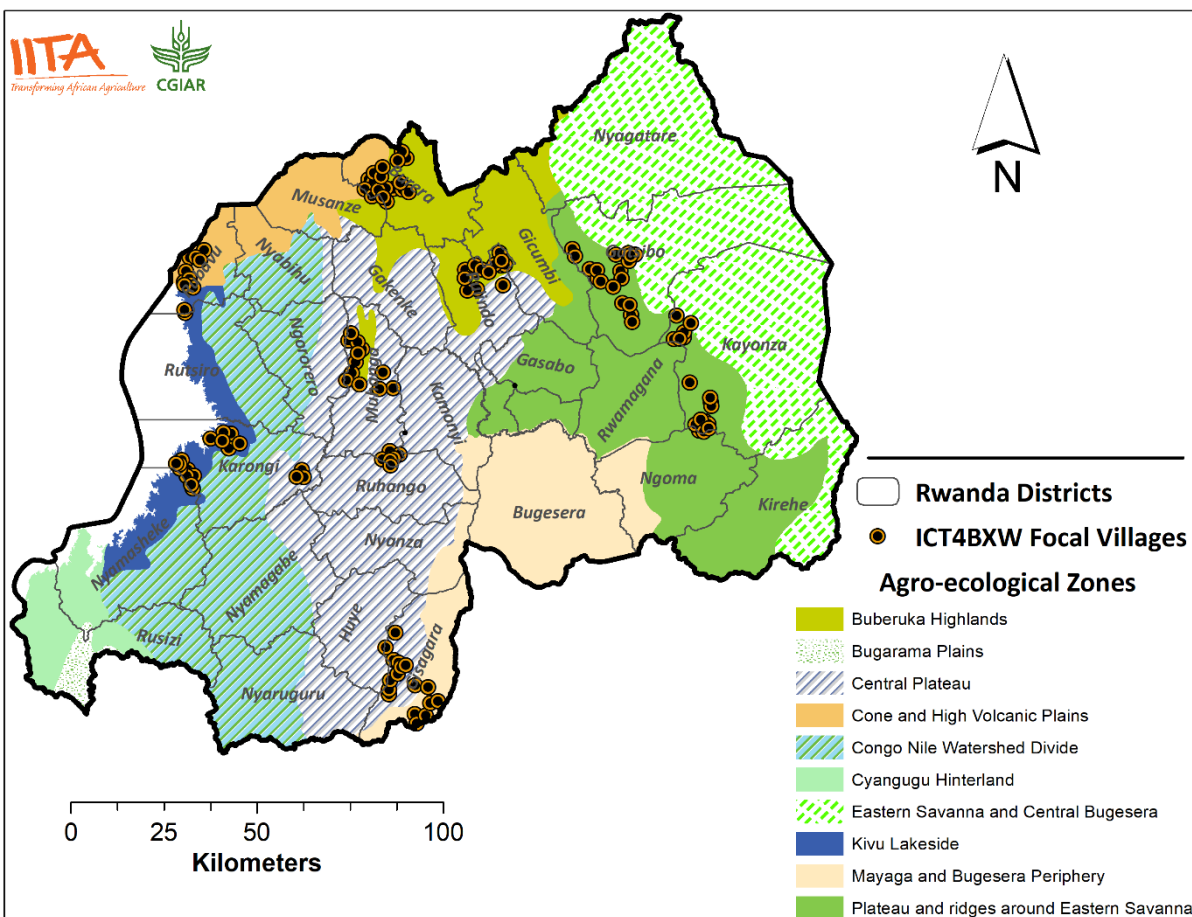 IITA
Transforming African Agriculture
CGIAR
N
Nyagatare
Musanze
Gicumbi
Nyabihu
Gakenke
Kayonza
Ngororero
Gasabo
Rutsiro
Rwamagana
Kamonyi
Karongi
Ruhango
Ngoma
Kirehe
Bugesera
Nyanza
Nyamasheke
Nyamagabe
Huye
Rusizi
Nyaruguru
Rwanda Districts
ICT4BXW Focal Villages
Agro-ecological Zones
Buberuka Highlands
Bugarama Plains
Central Plateau
Cone and High Volcanic Plains
Congo Nile Watershed Divide
Cyangugu Hinterland
Eastern Savanna and Central Bugesera
Kivu Lakeside
Mayaga and Bugesera Periphery
Plateau and ridges around Eastern Savanna
0 25 50 100
Kilometers